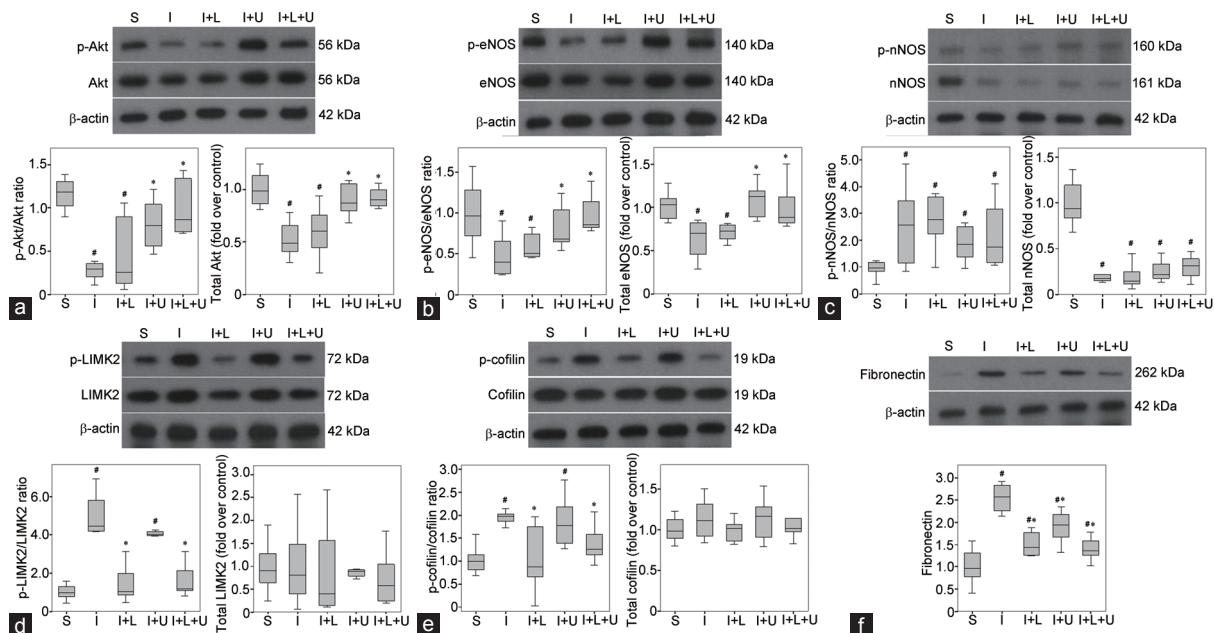 S I I+L I+U I+L+U
p-Akt 56 kDa
Akt 56 kDa
β-actin 42 kDa
p-Akt/Akt ratio
1.5
1.0
0.5
0
# # * *
S I I+L I+U I+L+U
Total Akt (fold over control)
1.0
0.5
0
# # * *
S I I+L I+U I+L+U
a
S I I+L I+U I+L+U
p-eNOS 140 kDa
eNOS 140 kDa
β-actin 42 kDa
p-eNOS/eNOS ratio
1.5
1.0
0.5
0
# # * *
S I I+L I+U I+L+U
Total eNOS (fold over control)
1.5
1.0
0.5
0
# # * *
S I I+L I+U I+L+U
b
S I I+L I+U I+L+U
p-nNOS 160 kDa
nNOS 161 kDa
β-actin 42 kDa
p-nNOS/nNOS ratio
5.0
4.0
3.0
2.0
1.0
0
# # # #
S I I+L I+U I+L+U
Total nNOS (fold over control)
1.5
1.0
0.5
0
# # # #
S I I+L I+U I+L+U
c
S I I+L I+U I+L+U
p-LIMK2 72 kDa
LIMK2 72 kDa
β-actin 42 kDa
p-LIMK2/LIMK2 ratio
6.0
4.0
2.0
0
# * # *
S I I+L I+U I+L+U
Total LIMK2 (fold over control)
3.0
2.5
2.0
1.5
1.0
0.5
0
S I I+L I+U I+L+U
d
S I I+L I+U I+L+U
p-cofilin 19 kDa
Cofilin 19 kDa
β-actin 42 kDa
p-cofilin/cofilin ratio
3.0
2.5
2.0
1.5
1.0
0.5
0
# * # *
S I I+L I+U I+L+U
Total cofilin (fold over control)
2.0
1.5
1.0
0.5
0
S I I+L I+U I+L+U
e
S I I+L I+U I+L+U
Fibronectin 262 kDa
β-actin 42 kDa
Fibronectin
3.0
2.5
2.0
1.5
1.0
0.5
0
# #* #* #*
S I I+L I+U I+L+U
f